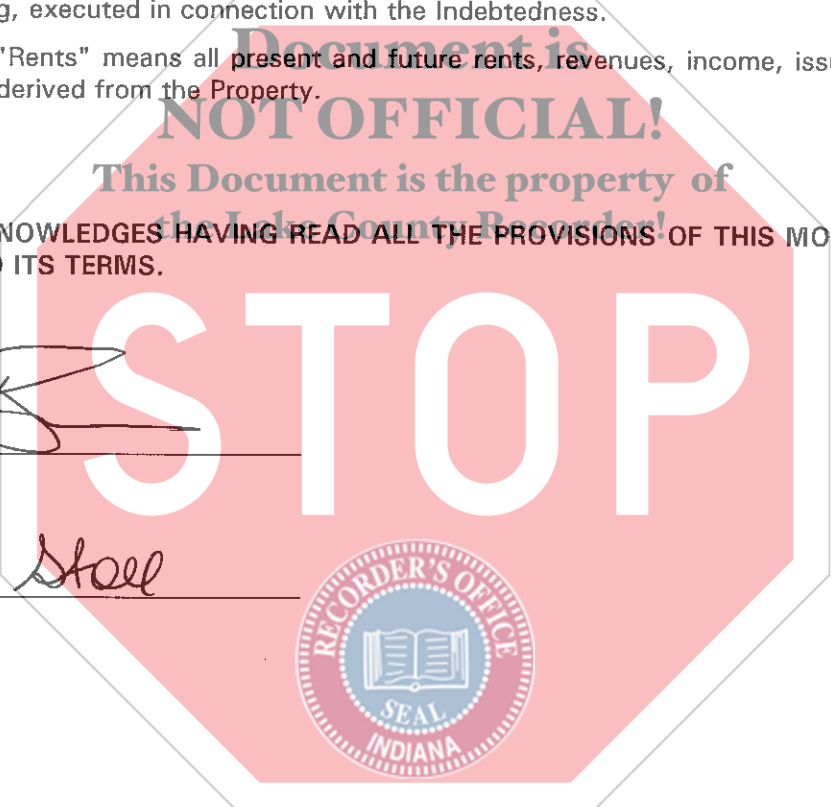 g, executed in connection with the Indebtedness.
Document is
"Rents" means all present and future rents, revenues, income, issu
derived from the Property.
NOT OFFICIAL!
This Document is the property of
the Lake County Recorder!
NOWLEDGES HAVING READ ALL THE PROVISIONS OF THIS MO
ITS TERMS.
STOP
Stoll
RECORDER'S OFFICE
SEAL
INDIANA